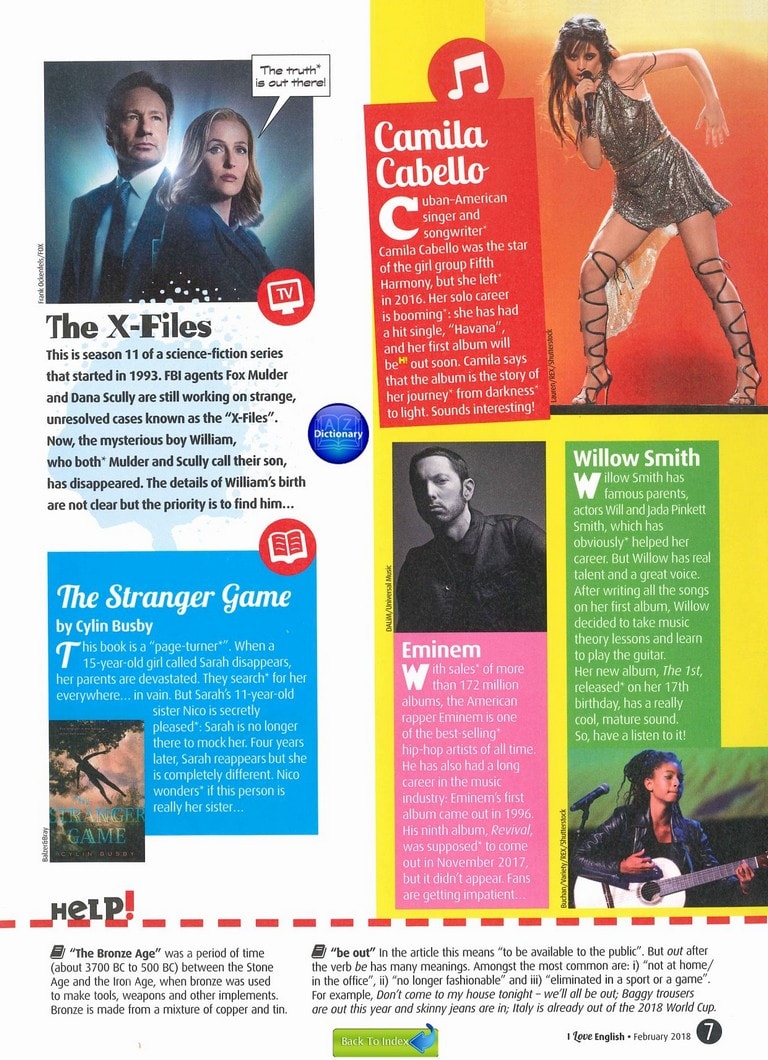 The truth*
is out there!
Frank Ockenfels/FOX
TV
The X-Files
This is season 11 of a science-fiction series
that started in 1993. FBI agents Fox Mulder
and Dana Scully are still working on strange,
unresolved cases known as the “X-Files”.
Now, the mysterious boy William,
who both* Mulder and Scully call their son,
has disappeared. The details of William’s birth
are not clear but the priority is to find him…
A Z
Dictionary
The Stranger Game
by Cylin Busby
This book is a “page-turner*”. When a
15-year-old girl called Sarah disappears,
her parents are devastated. They search* for her
everywhere… in vain. But Sarah’s 11-year-old
sister Nico is secretly
pleased*: Sarah is no longer
there to mock her. Four years
later, Sarah reappears but she
is completely different. Nico
wonders* if this person is
really her sister…
STRANGER
GAME
CYLIN BUSBY
Balzer&Bray
Camila
Cabello
Cuban-American
singer and
songwriter*
Camila Cabello was the star
of the girl group Fifth
Harmony, but she left*
in 2016. Her solo career
is booming*: she has had
a hit single, “Havana”,
and her first album will
be H! out soon. Camila says
that the album is the story of
her journey* from darkness*
to light. Sounds interesting!
Lauren/REX/Shutterstock
DALiM/Universal Music
Eminem
With sales* of more
than 172 million
albums, the American
rapper Eminem is one
of the best-selling*
hip-hop artists of all time.
He has also had a long
career in the music
industry: Eminem’s first
album came out in 1996.
His ninth album, Revival,
was supposed* to come
out in November 2017,
but it didn’t appear. Fans
are getting impatient…
Willow Smith
Willow Smith has
famous parents,
actors Will and Jada Pinkett
Smith, which has
obviously* helped her
career. But Willow has real
talent and a great voice.
After writing all the songs
on her first album, Willow
decided to take music
theory lessons and learn
to play the guitar.
Her new album, The 1st,
released* on her 17th
birthday, has a really
cool, mature sound.
So, have a listen to it!
Buchan/Variety/REX/Shutterstock
HELP!
“The Bronze Age” was a period of time
(about 3700 BC to 500 BC) between the Stone
Age and the Iron Age, when bronze was used
to make tools, weapons and other implements.
Bronze is made from a mixture of copper and tin.
“be out” In the article this means “to be available to the public”. But out after
the verb be has many meanings. Amongst the most common are: i) “not at home/
in the office”, ii) “no longer fashionable” and iii) “eliminated in a sport or a game”.
For example, Don’t come to my house tonight – we’ll all be out; Baggy trousers
are out this year and skinny jeans are in; Italy is already out of the 2018 World Cup.
Back To Index
I Love English • February 2018 7